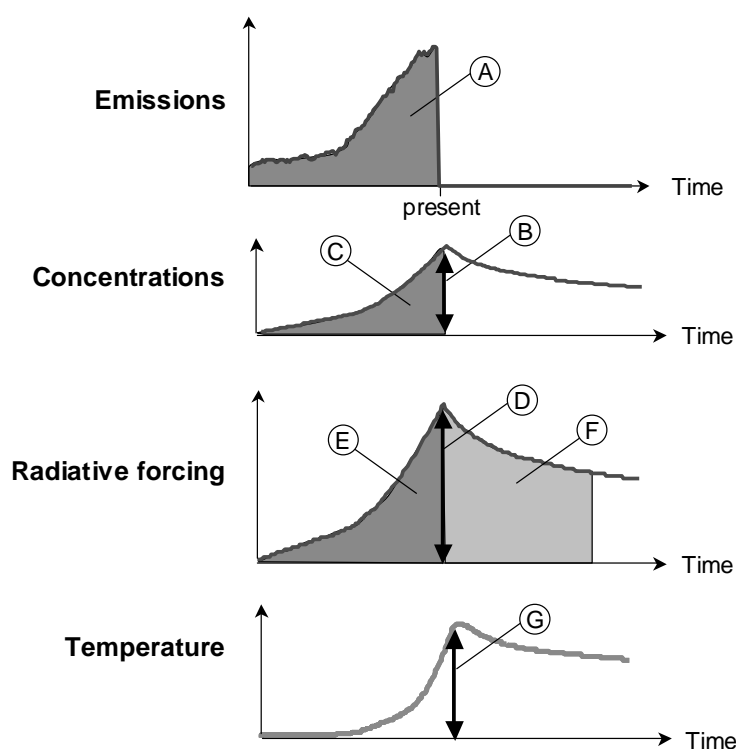 A
Emissions
Time
present
B
C
Concentrations
Time
D
F
E
Radiative forcing
Time
G
Temperature
Time